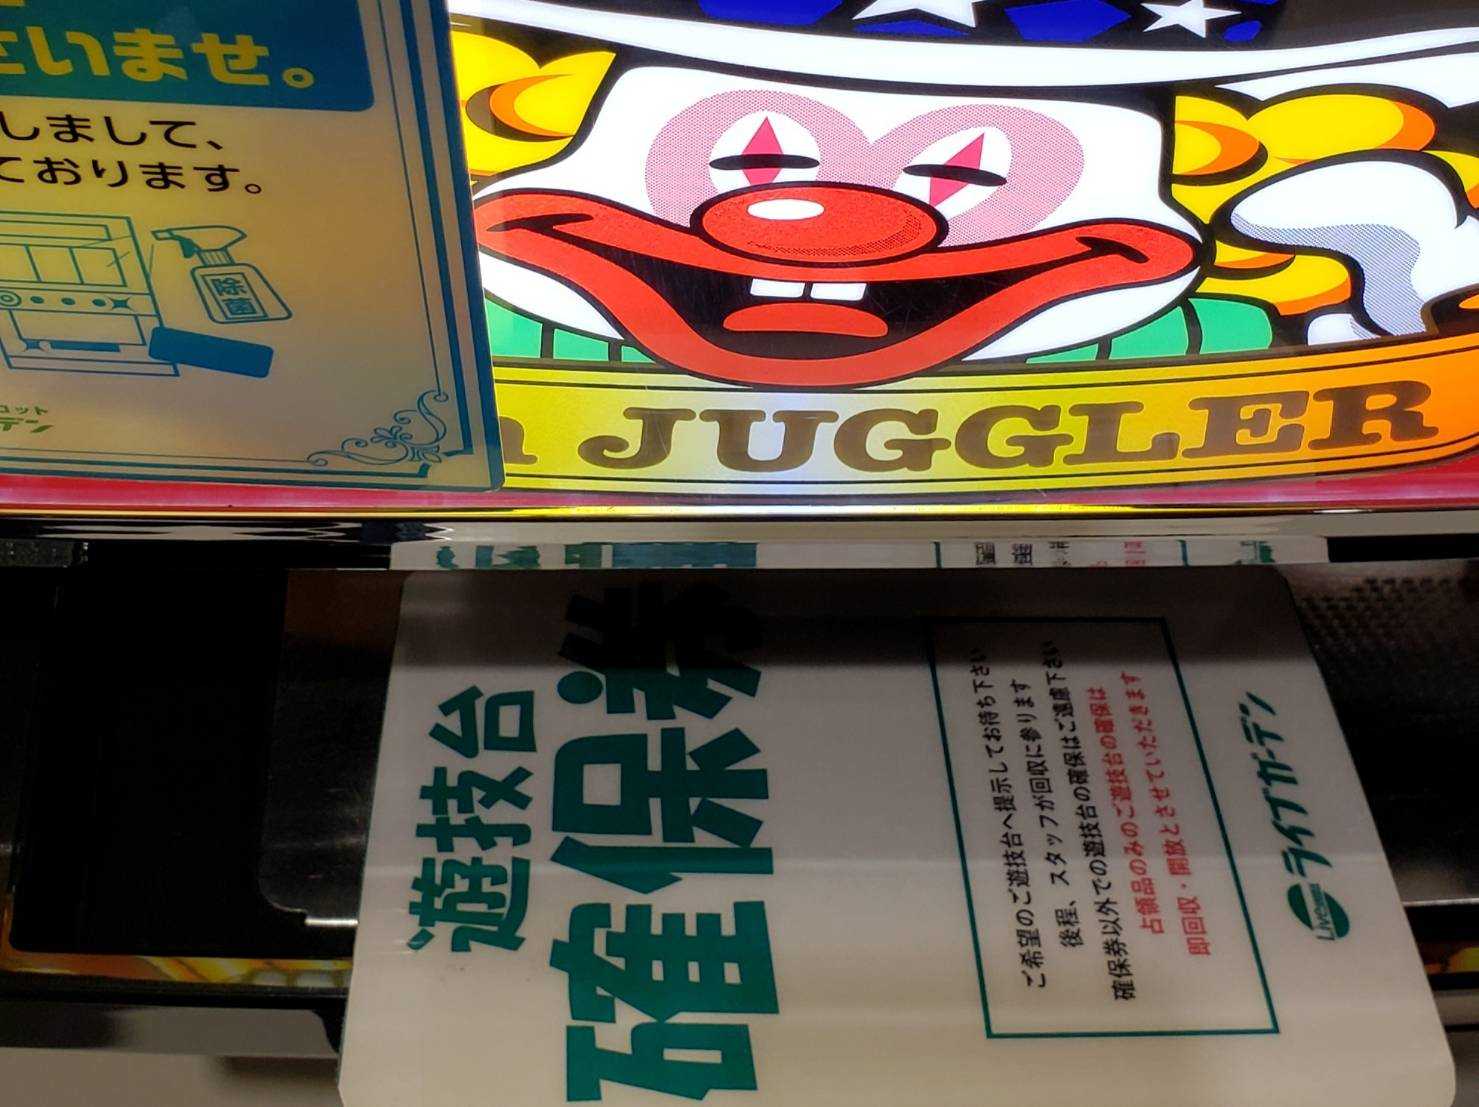 いませ。
しまして、
ております。
除菌
JUGGLER
遊技台
確保券
ご希望のご遊技台へ提示してお待ち下さい
後程、スタッフが回収に参ります
確保券以外での遊技台の確保はご遠慮下さい
占領品のみのご遊技台の確保は
即回収・開放とさせていただきます
ライブガーデン